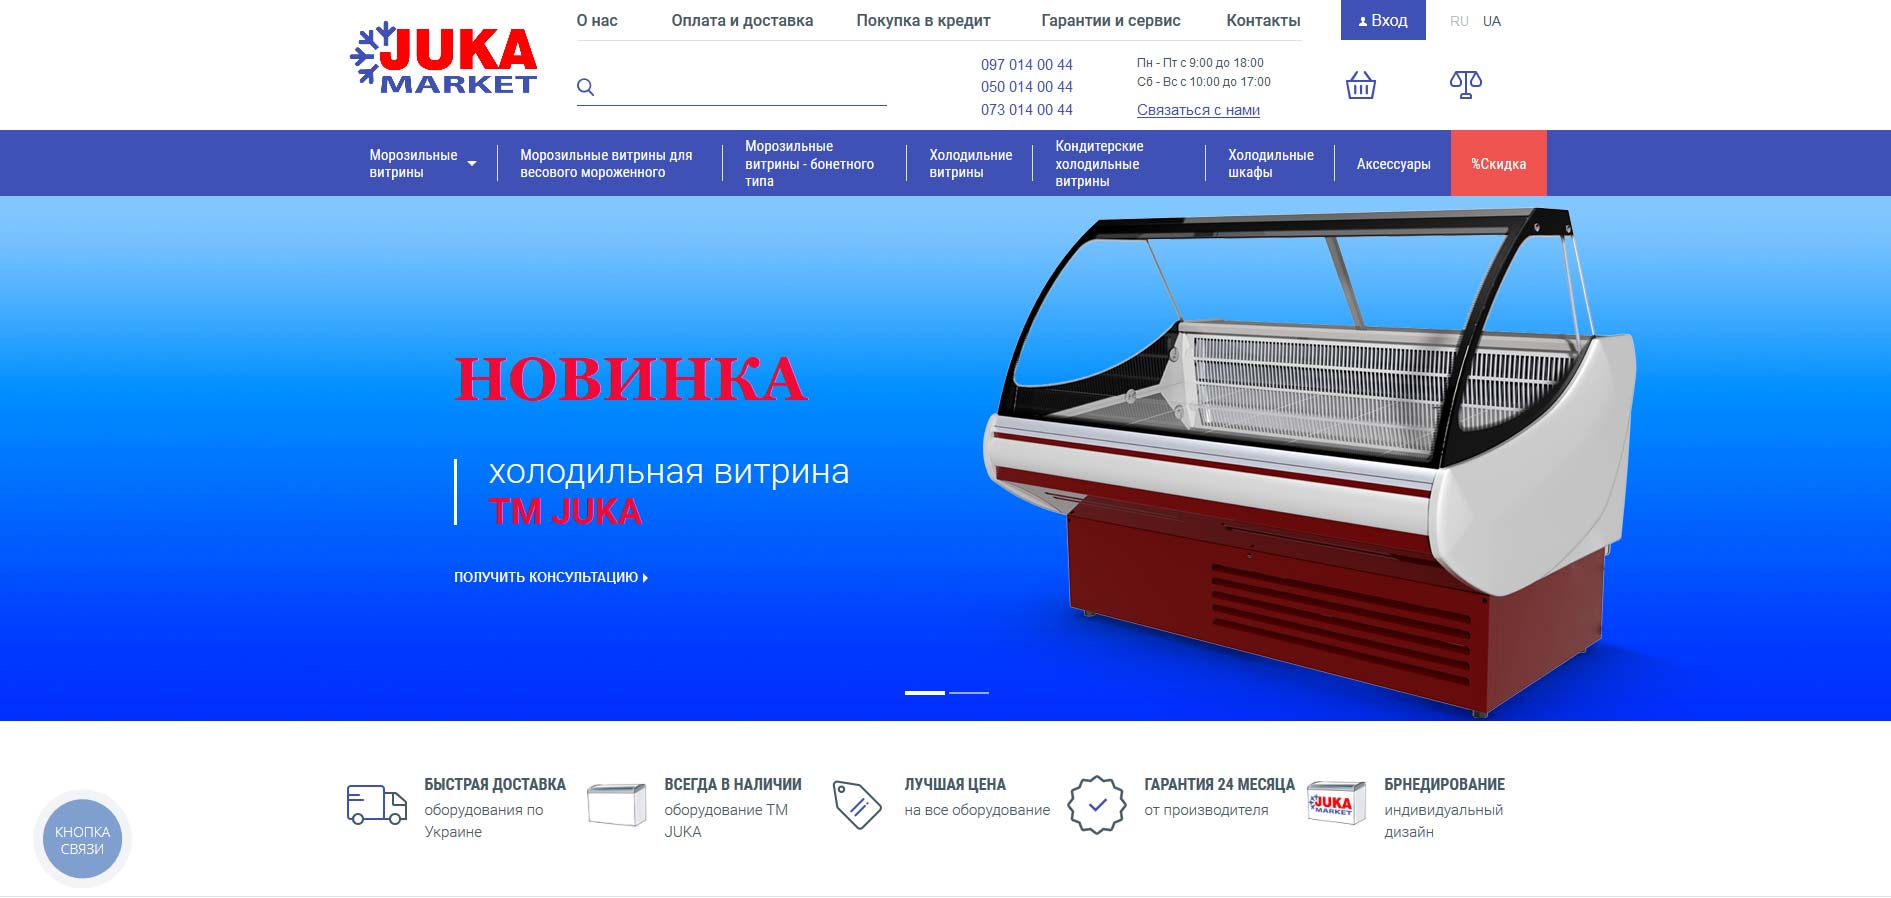 JUKA
MARKET
О нас
Оплата и доставка
Покупка в кредит
Гарантии и сервис
Контакты
Вход
RU
UA
097 014 00 44
050 014 00 44
073 014 00 44
Пн - Пт с 9:00 до 18:00
Сб - Вс с 10:00 до 17:00
Связаться с нами
Морозильные
витрины
Морозильные витрины для
весового мороженного
Морозильные
витрины - бонетного
типа
Холодильние
витрины
Кондитерские
холодильные
витрины
Холодильные
шкафы
Аксессуары
%Скидка
НОВИНКА
холодильная витрина
ТМ JUKA
ПОЛУЧИТЬ КОНСУЛЬТАЦИЮ
БЫСТРАЯ ДОСТАВКА
оборудования по
Украине
ВСЕГДА В НАЛИЧИИ
оборудование ТМ
JUKA
ЛУЧШАЯ ЦЕНА
на все оборудование
ГАРАНТИЯ 24 МЕСЯЦА
от производителя
JUKA
MARKET
БРНЕДИРОВАНИЕ
индивидуальный
дизайн
КНОПКА
СВЯЗИ